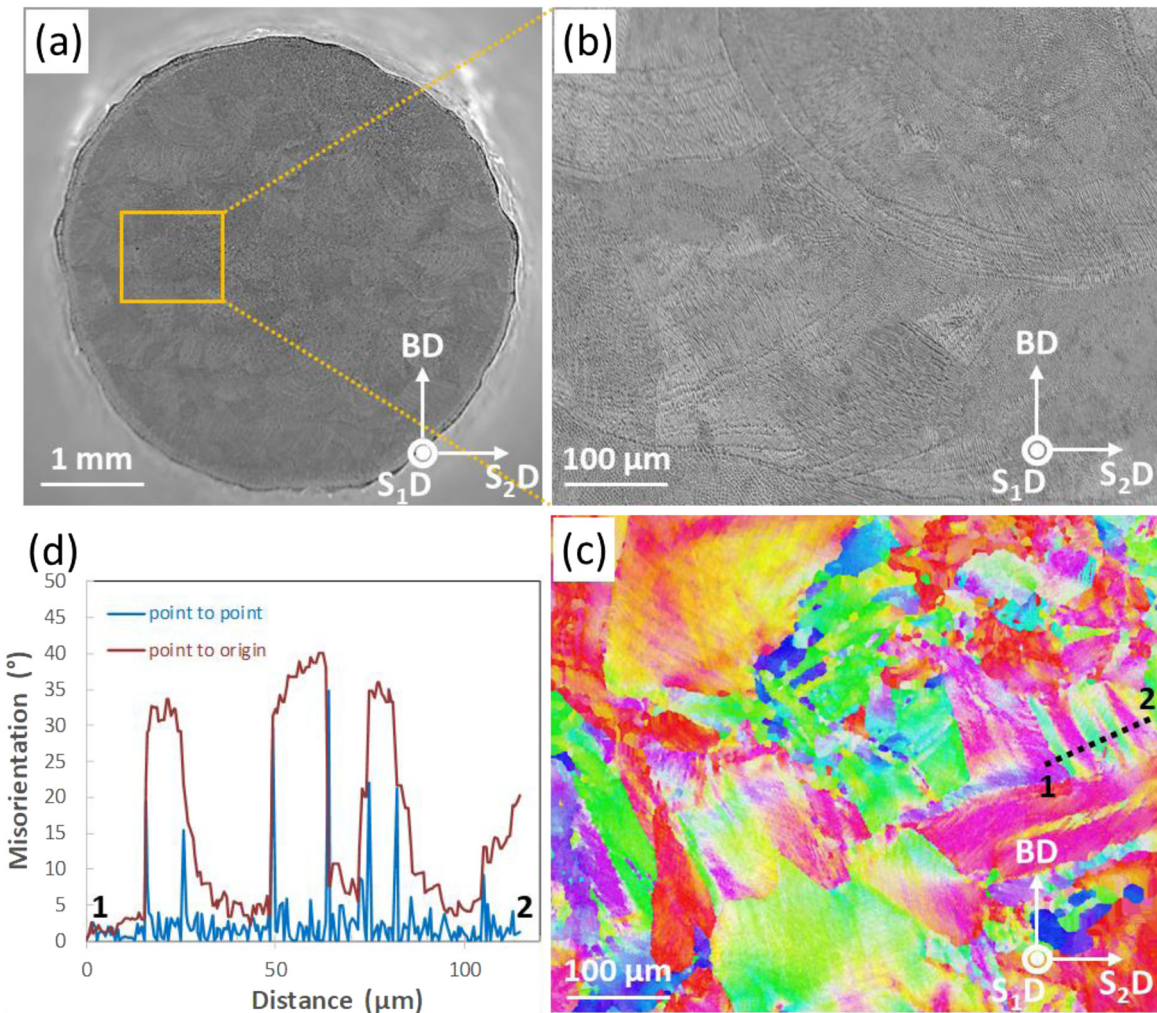 (a)
BD
1 mm
S₁D
S₂D
(b)
BD
100 μm
S₁D
S₂D
(d)
50
45
40
35
30
25
20
15
10
5
0
Misorientation (°)
point to point
point to origin
1
2
0
50
100
Distance (μm)
(c)
2
1
BD
100 μm
S₁D
S₂D